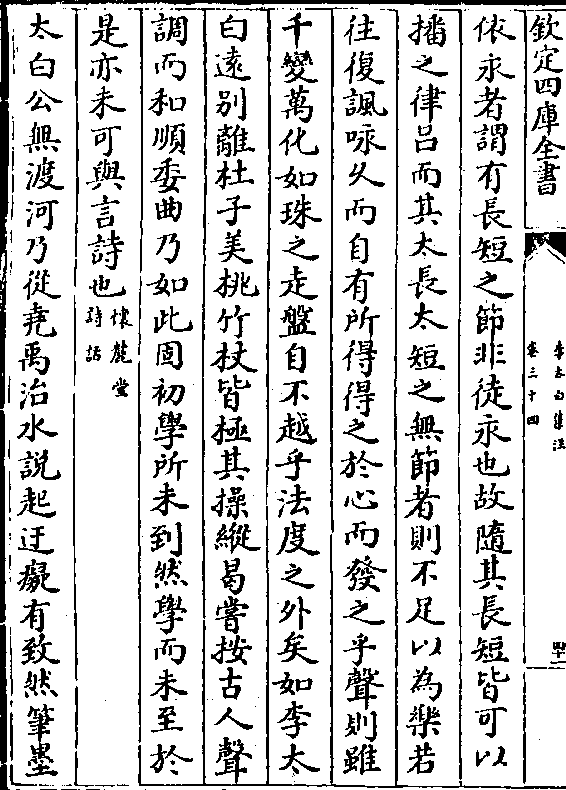 欽定四庫全書
李太白集注
卷三十四
依永者謂有長短之節非徒永也故隨其長短皆可以
播之律呂而其太長太短之無節者則不足以為樂若
往復諷咏久而自有所得得之於心而發之乎聲則雖
千變萬化如珠之走盤自不越乎法度之外矣如李太
白遠別離杜子美桃竹杖皆極其操縱曷嘗按古人聲
調而和順委曲乃如此固初學所未到然學而未至於
是亦未可與言詩也懷麓堂詩話
太白公無渡河乃從堯禹治水說起迂癡有致然筆墨